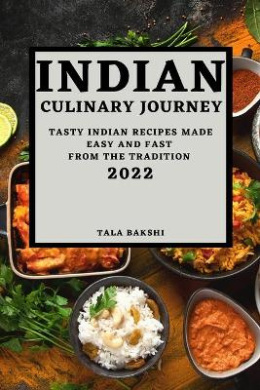 INDIAN
CULINARY JOURNEY
TASTY INDIAN RECIPES MADE
EASY AND FAST
FROM THE TRADITION
2022
TALA BAKSHI